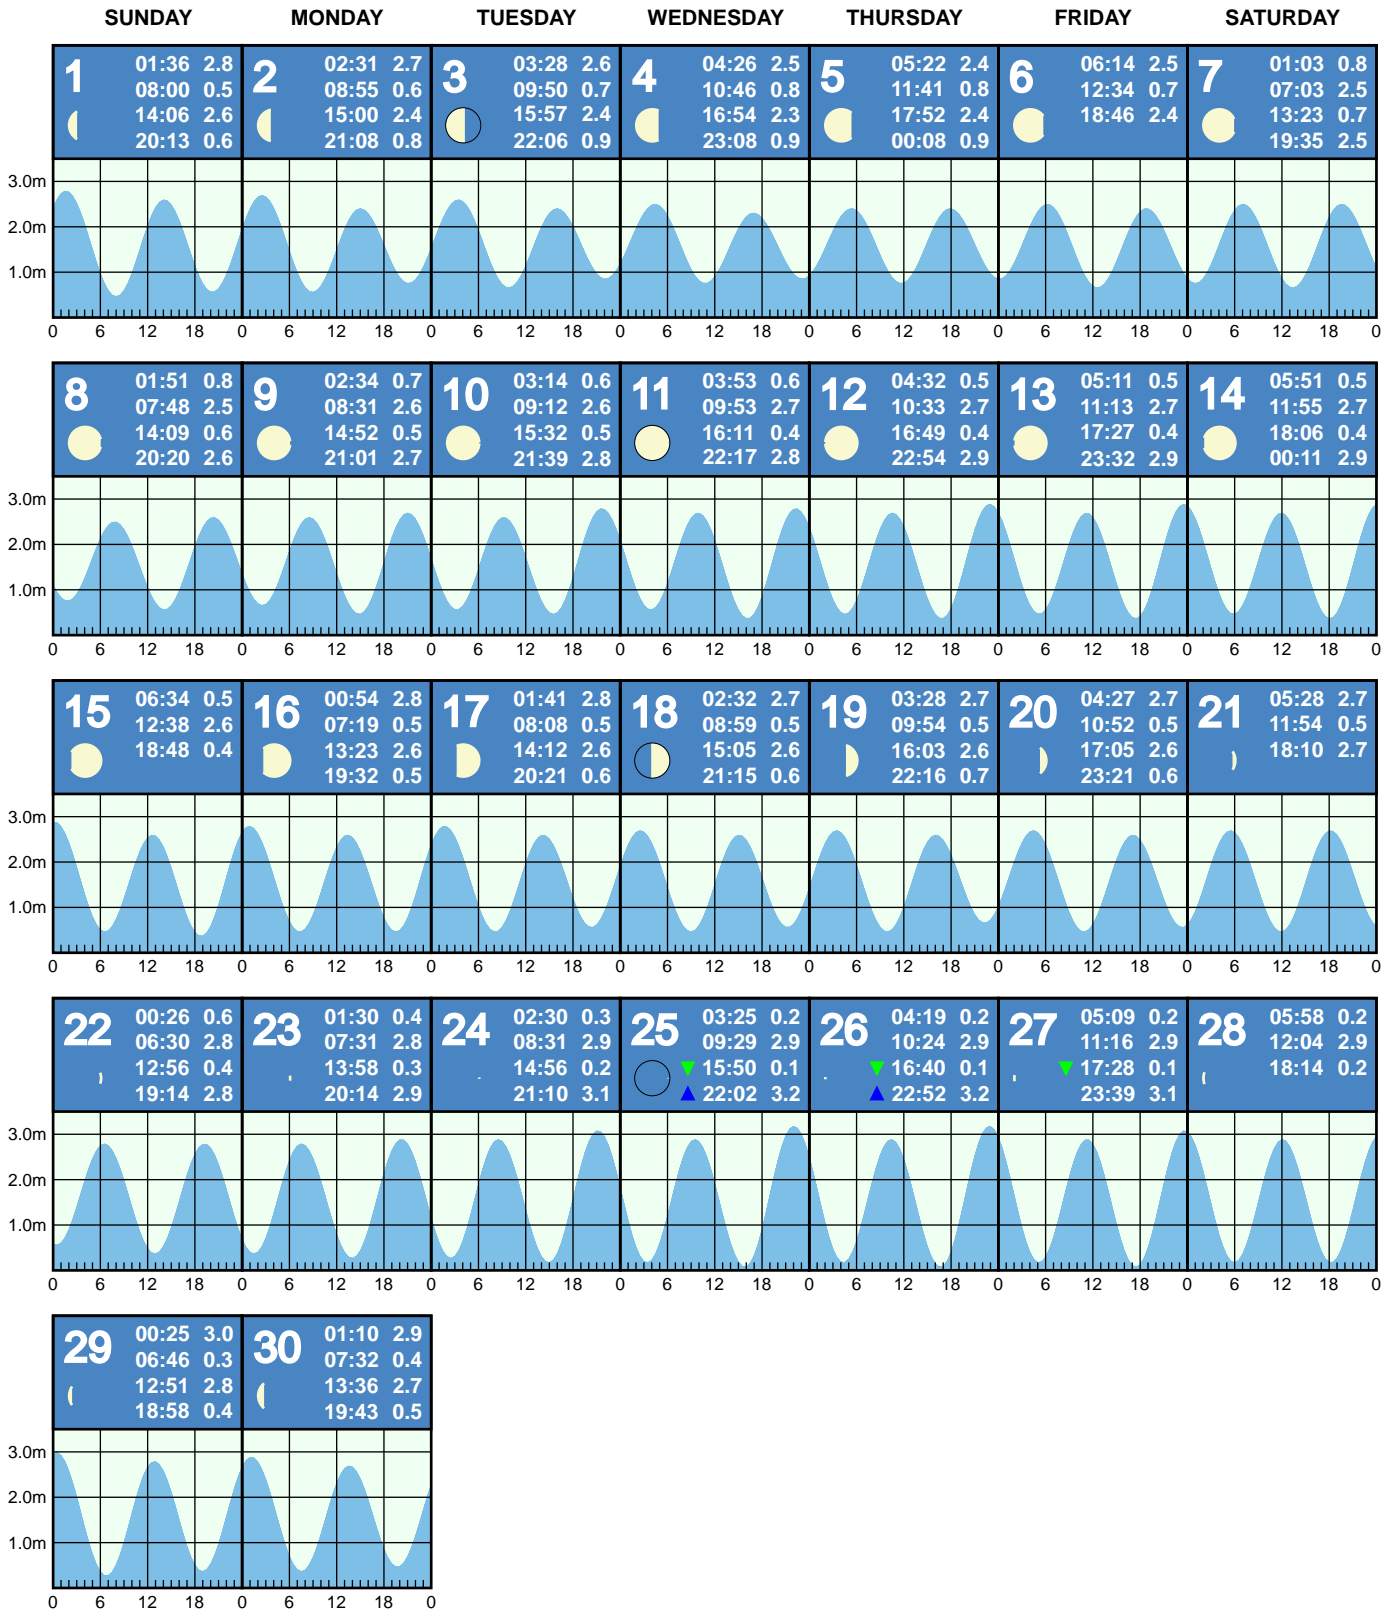 SUNDAY MONDAY TUESDAY WEDNESDAY THURSDAY FRIDAY SATURDAY
1 01:36 2.8
08:00 0.5
14:06 2.6
20:13 0.6
2 02:31 2.7
08:55 0.6
15:00 2.4
21:08 0.8
3 03:28 2.6
09:50 0.7
15:57 2.4
22:06 0.9
4 04:26 2.5
10:46 0.8
16:54 2.3
23:08 0.9
5 05:22 2.4
11:41 0.8
17:52 2.4
00:08 0.9
6 06:14 2.5
12:34 0.7
18:46 2.4
7 01:03 0.8
07:03 2.5
13:23 0.7
19:35 2.5
3.0m
2.0m
1.0m
0 6 12 18 0 6 12 18 0 6 12 18 0 6 12 18 0 6 12 18 0 6 12 18 0 6 12 18 0
8 01:51 0.8
07:48 2.5
14:09 0.6
20:20 2.6
9 02:34 0.7
08:31 2.6
14:52 0.5
21:01 2.7
10 03:14 0.6
09:12 2.6
15:32 0.5
21:39 2.8
11 03:53 0.6
09:53 2.7
16:11 0.4
22:17 2.8
12 04:32 0.5
10:33 2.7
16:49 0.4
22:54 2.9
13 05:11 0.5
11:13 2.7
17:27 0.4
23:32 2.9
14 05:51 0.5
11:55 2.7
18:06 0.4
00:11 2.9
3.0m
2.0m
1.0m
0 6 12 18 0 6 12 18 0 6 12 18 0 6 12 18 0 6 12 18 0 6 12 18 0 6 12 18 0
15 06:34 0.5
12:38 2.6
18:48 0.4
16 00:54 2.8
07:19 0.5
13:23 2.6
19:32 0.5
17 01:41 2.8
08:08 0.5
14:12 2.6
20:21 0.6
18 02:32 2.7
08:59 0.5
15:05 2.6
21:15 0.6
19 03:28 2.7
09:54 0.5
16:03 2.6
22:16 0.7
20 04:27 2.7
10:52 0.5
17:05 2.6
23:21 0.6
21 05:28 2.7
11:54 0.5
18:10 2.7
3.0m
2.0m
1.0m
0 6 12 18 0 6 12 18 0 6 12 18 0 6 12 18 0 6 12 18 0 6 12 18 0 6 12 18 0
22 00:26 0.6
06:30 2.8
12:56 0.4
19:14 2.8
23 01:30 0.4
07:31 2.8
13:58 0.3
20:14 2.9
24 02:30 0.3
08:31 2.9
14:56 0.2
21:10 3.1
25 03:25 0.2
09:29 2.9
15:50 0.1
22:02 3.2
26 04:19 0.2
10:24 2.9
16:40 0.1
22:52 3.2
27 05:09 0.2
11:16 2.9
17:28 0.1
23:39 3.1
28 05:58 0.2
12:04 2.9
18:14 0.2
3.0m
2.0m
1.0m
0 6 12 18 0 6 12 18 0 6 12 18 0 6 12 18 0 6 12 18 0 6 12 18 0 6 12 18 0
29 00:25 3.0
06:46 0.3
12:51 2.8
18:58 0.4
30 01:10 2.9
07:32 0.4
13:36 2.7
19:43 0.5
3.0m
2.0m
1.0m
0 6 12 18 0 6 12 18 0